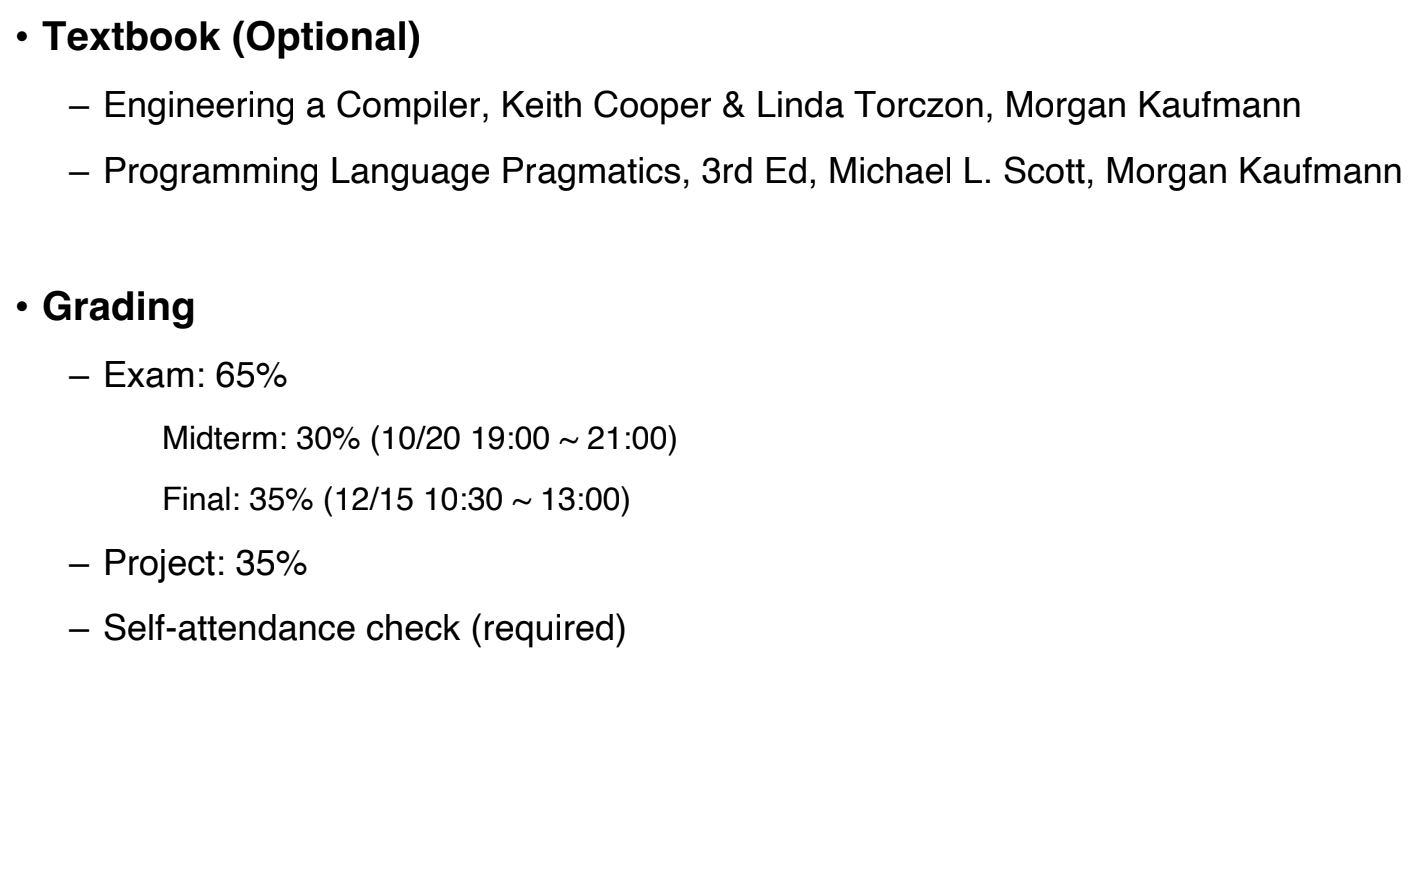 • Textbook (Optional)
– Engineering a Compiler, Keith Cooper & Linda Torczon, Morgan Kaufmann
– Programming Language Pragmatics, 3rd Ed, Michael L. Scott, Morgan Kaufmann
• Grading
– Exam: 65%
Midterm: 30% (10/20 19:00 ~ 21:00)
Final: 35% (12/15 10:30 ~ 13:00)
– Project: 35%
– Self-attendance check (required)